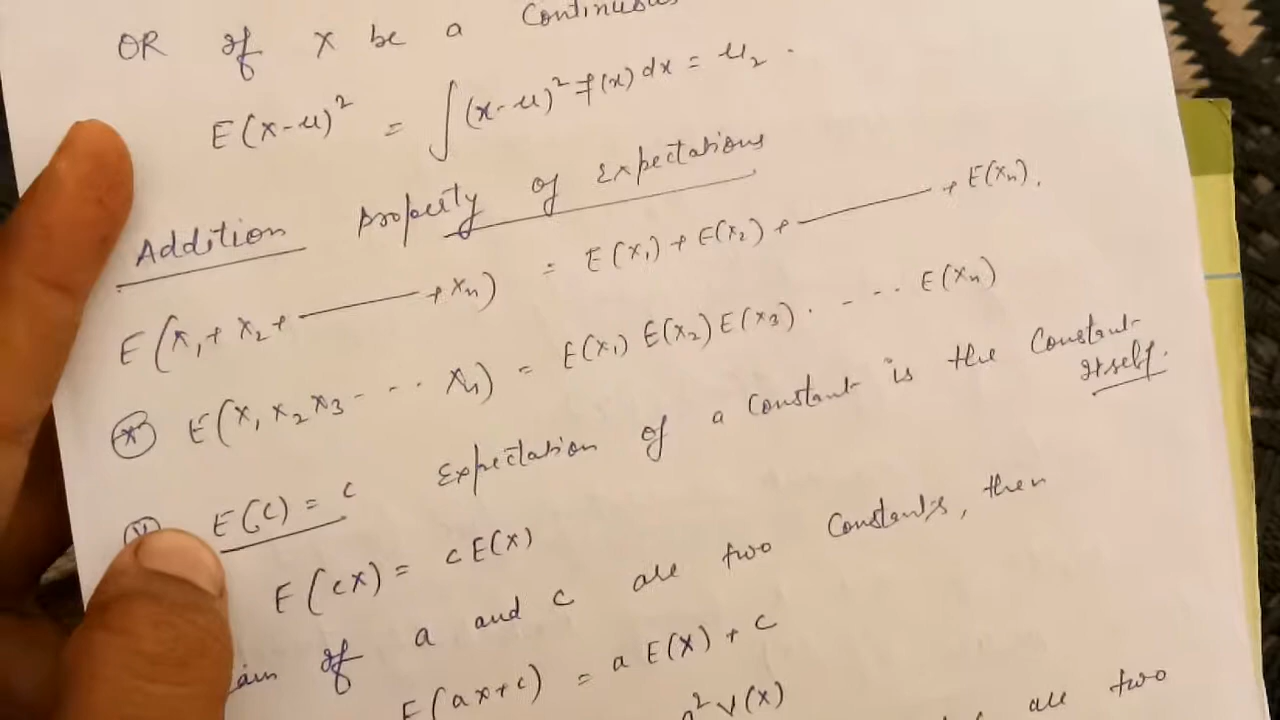 OR if X be a Continuous
E(x-μ)² = ∫(x-μ)² f(x) dx = μ₂.
Addition property of Expectations
E(x₁ + x₂ + ——— + xₙ) = E(x₁) + E(x₂) + ——— + E(xₙ).
* E(x₁ x₂ x₃ - - - xₙ) = E(x₁) E(x₂) E(x₃) . - - - E(xₙ)
E(c) = c Expectation of a Constant is the Constant itself.
E(cx) = c E(x)
if a and c are two Constants, then
E(ax+c) = a E(x) + c
²V(x) are two